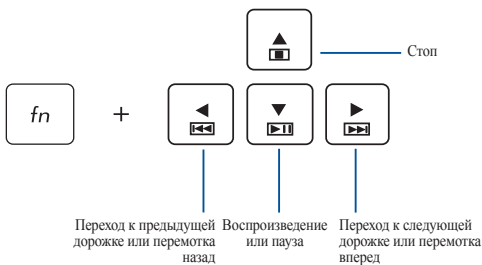 Стоп
fn +
Переход к предыдущей
дорожке или перемотка
назад
Воспроизведение
или пауза
Переход к следующей
дорожке или перемотка
вперед